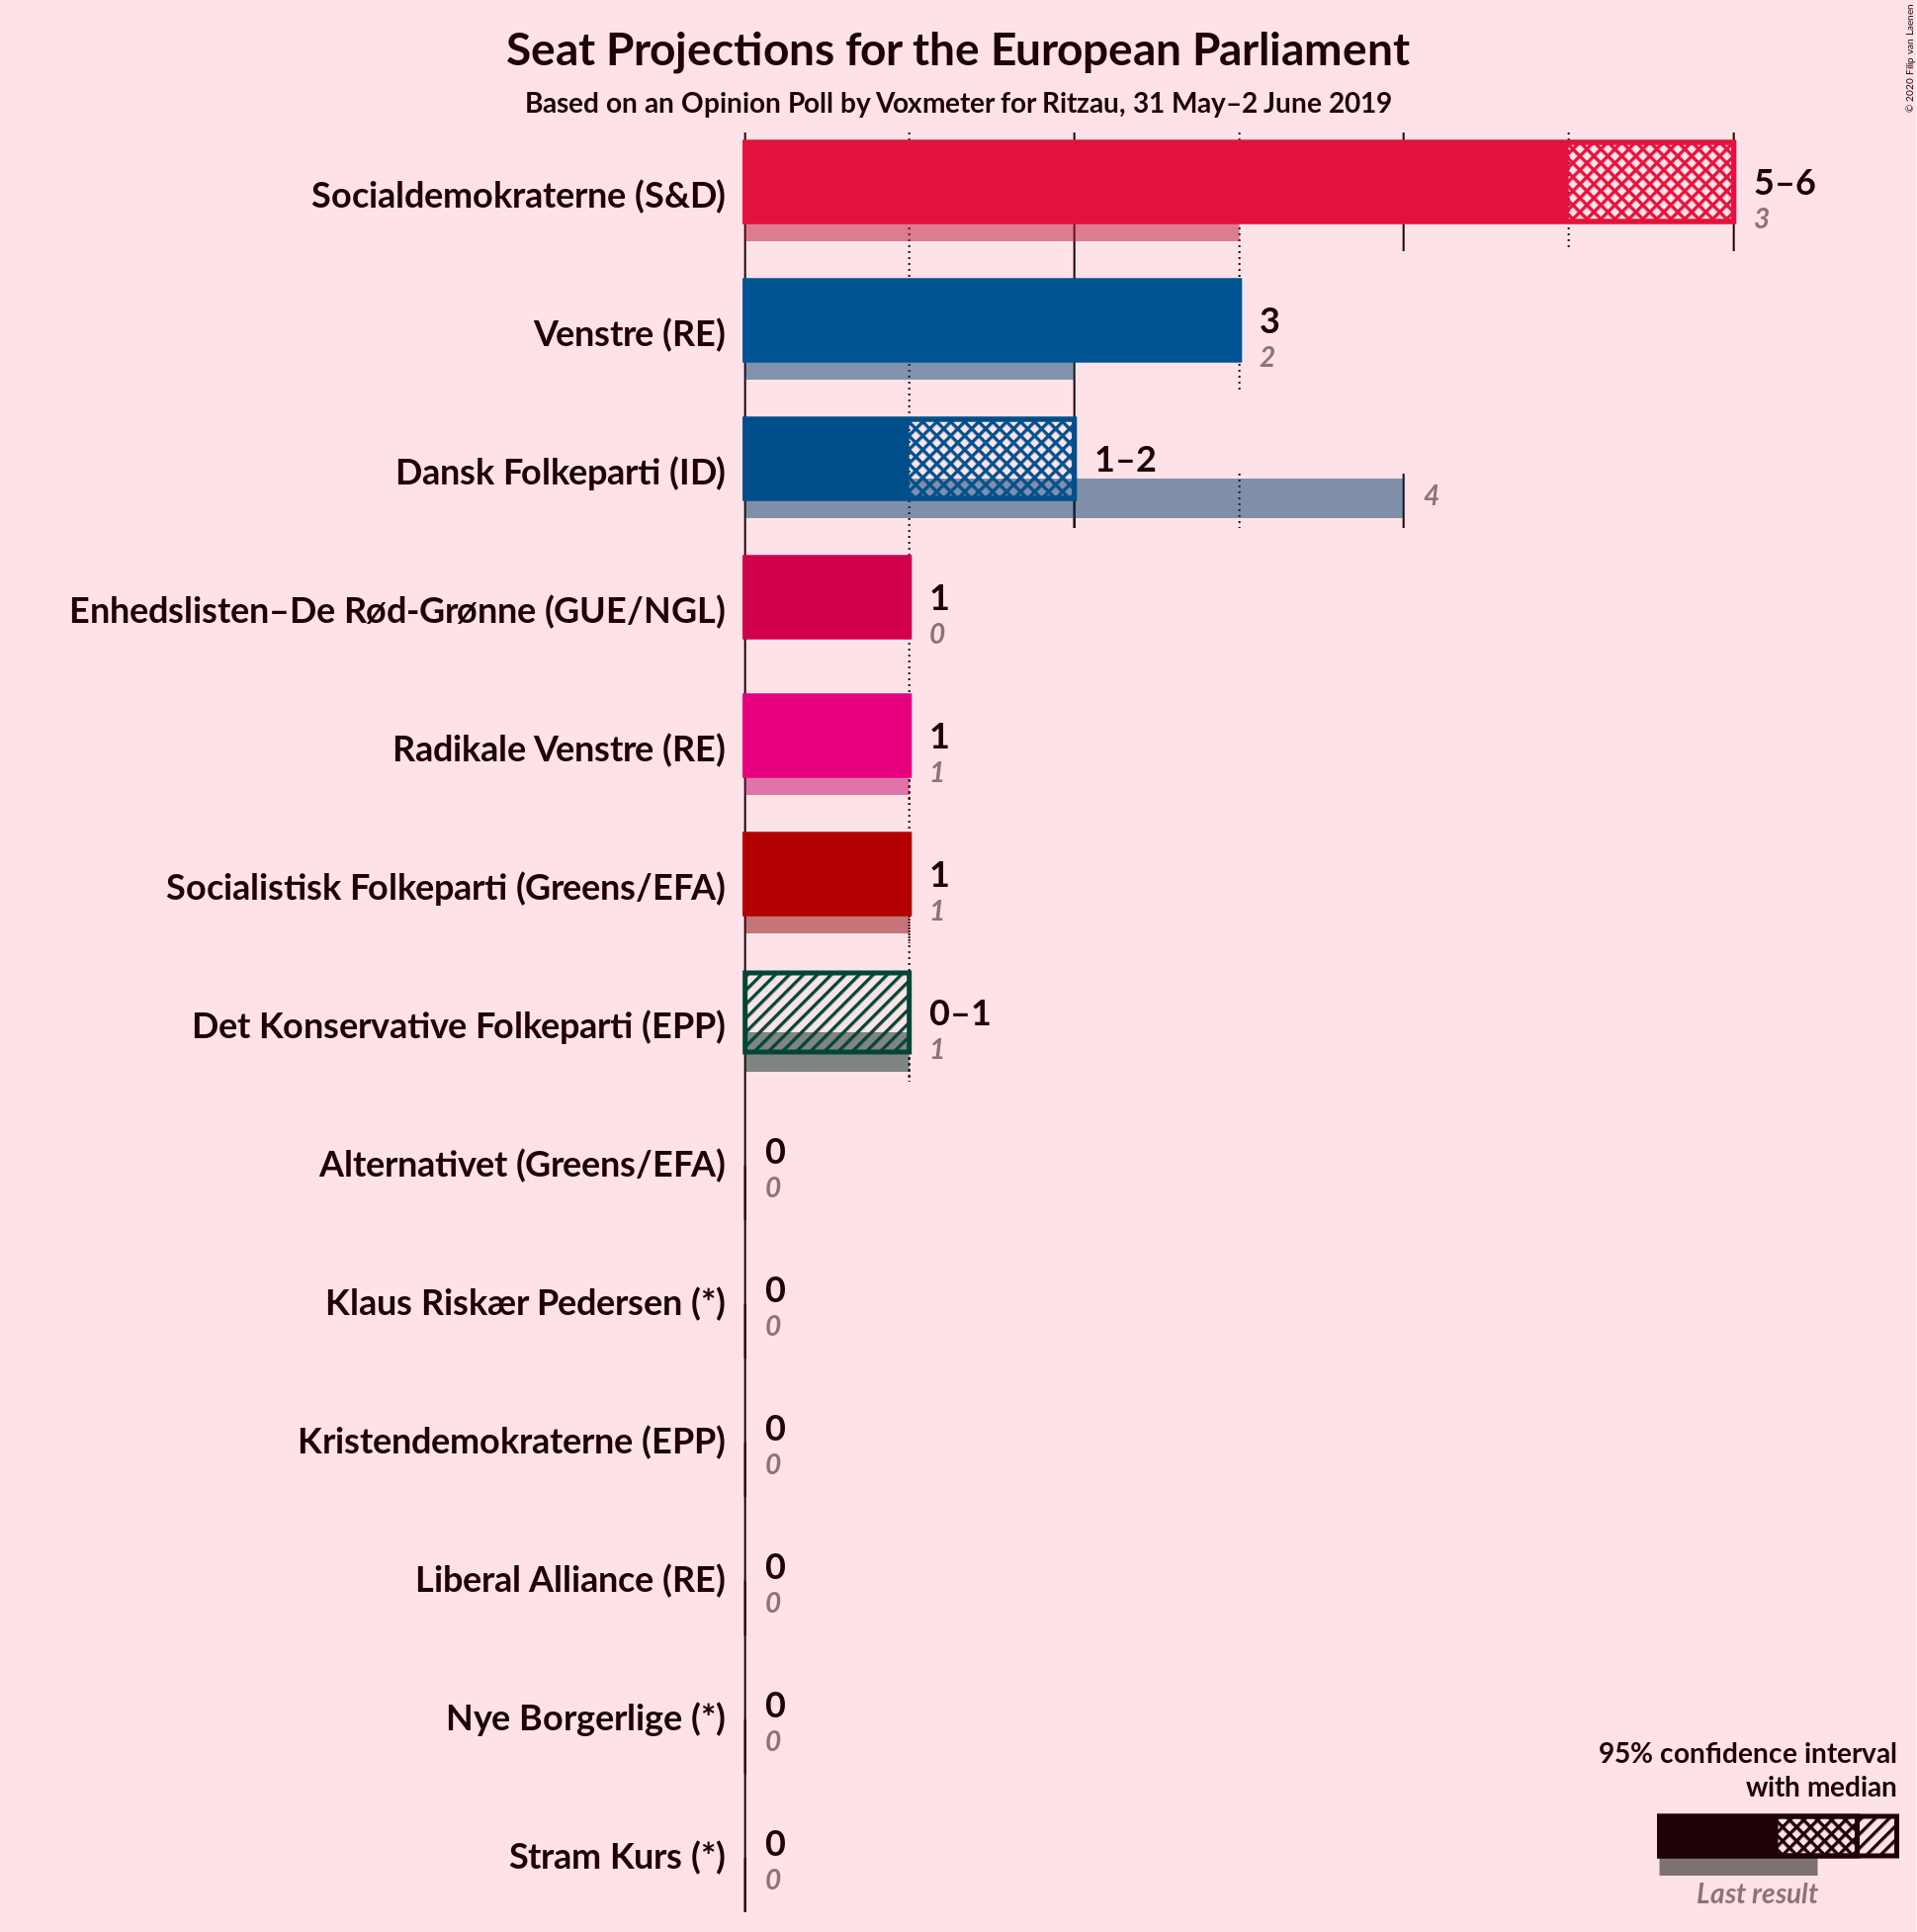 Seat Projections for the European Parliament
Based on an Opinion Poll by Voxmeter for Ritzau, 31 May–2 June 2019
© 2020 Filip van Laenen
Socialdemokraterne (S&D)
5–6
3
Venstre (RE)
3
2
Dansk Folkeparti (ID)
1–2
4
Enhedslisten–De Rød-Grønne (GUE/NGL)
1
0
Radikale Venstre (RE)
1
1
Socialistisk Folkeparti (Greens/EFA)
1
1
Det Konservative Folkeparti (EPP)
0–1
1
Alternativet (Greens/EFA)
0
0
Klaus Riskær Pedersen (*)
0
0
Kristendemokraterne (EPP)
0
0
Liberal Alliance (RE)
0
0
Nye Borgerlige (*)
0
0
Stram Kurs (*)
0
0
95% confidence interval
with median
Last result